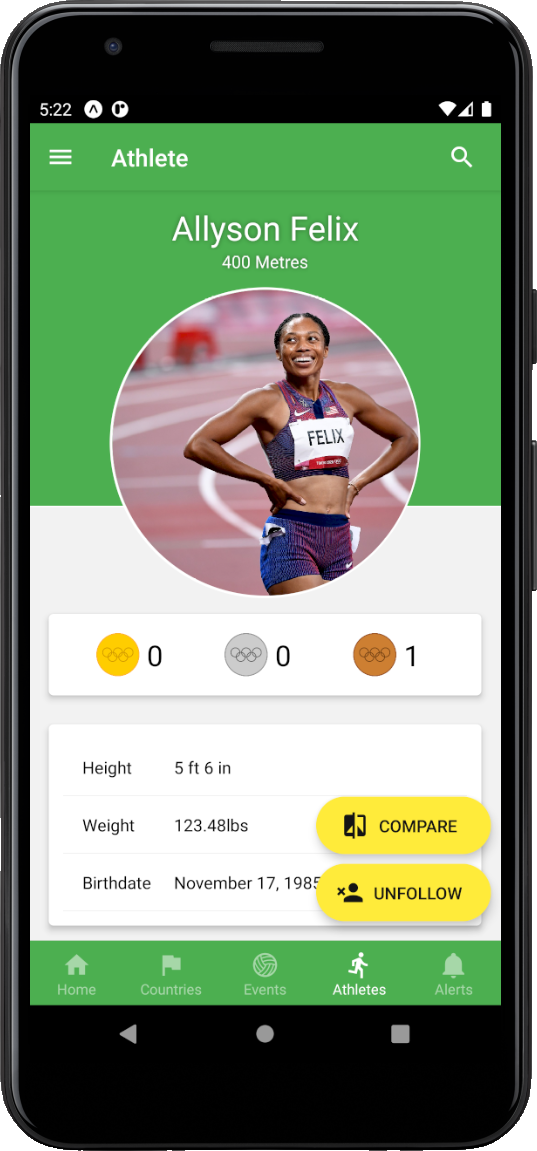 5:22
Athlete
Allyson Felix
400 Metres
FELIX
0 0 1
Height 5 ft 6 in
Weight 123.48lbs
COMPARE
Birthdate November 17, 1985
UNFOLLOW
Home Countries Events Athletes Alerts